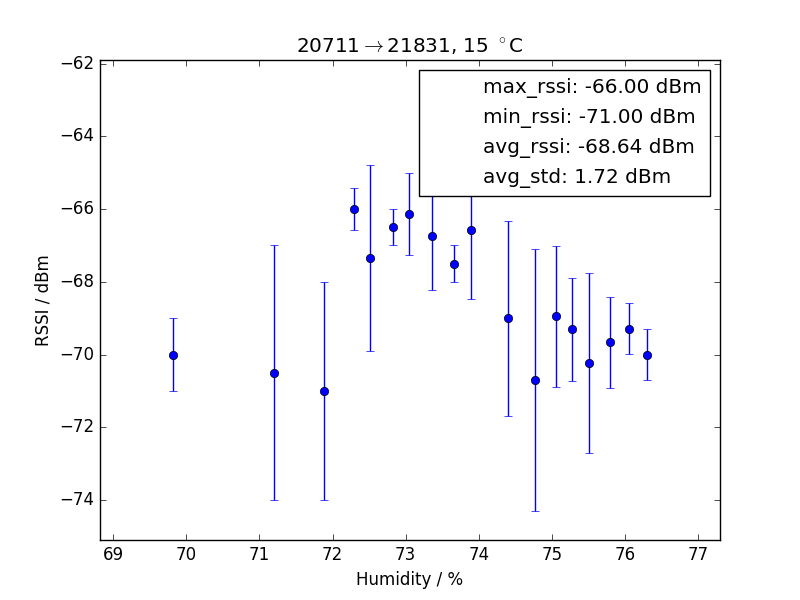 20711→21831, 15 °C
max_rssi: -66.00 dBm
min_rssi: -71.00 dBm
avg_rssi: -68.64 dBm
avg_std: 1.72 dBm
−62
−64
−66
−68
−70
−72
−74
RSSI / dBm
69 70 71 72 73 74 75 76 77
Humidity / %